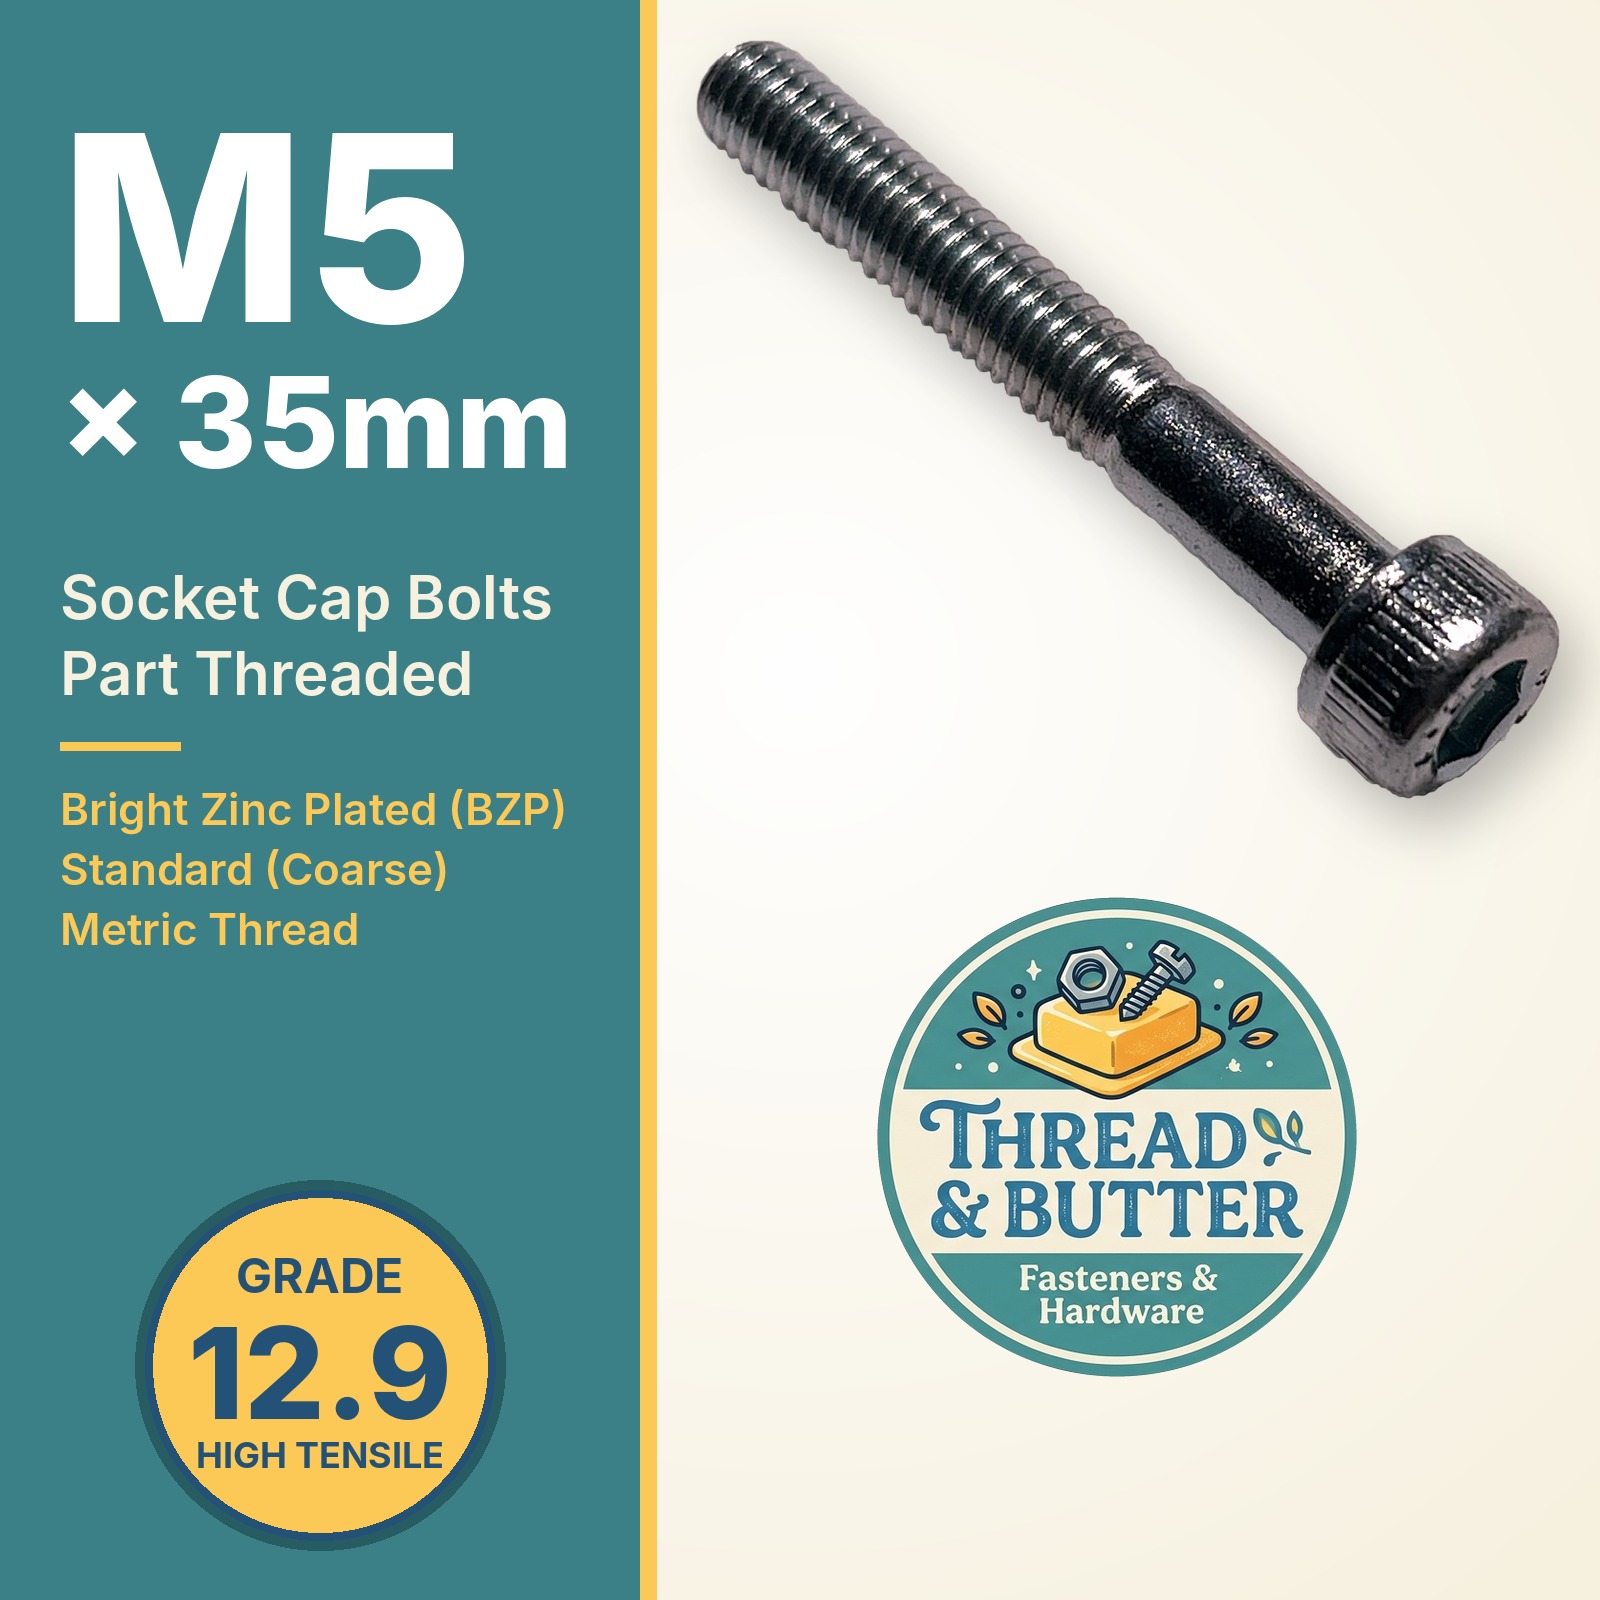 M5
× 35mm
Socket Cap Bolts
Part Threaded
Bright Zinc Plated (BZP)
Standard (Coarse)
Metric Thread
GRADE
12.9
HIGH TENSILE
THREAD
& BUTTER
Fasteners &
Hardware